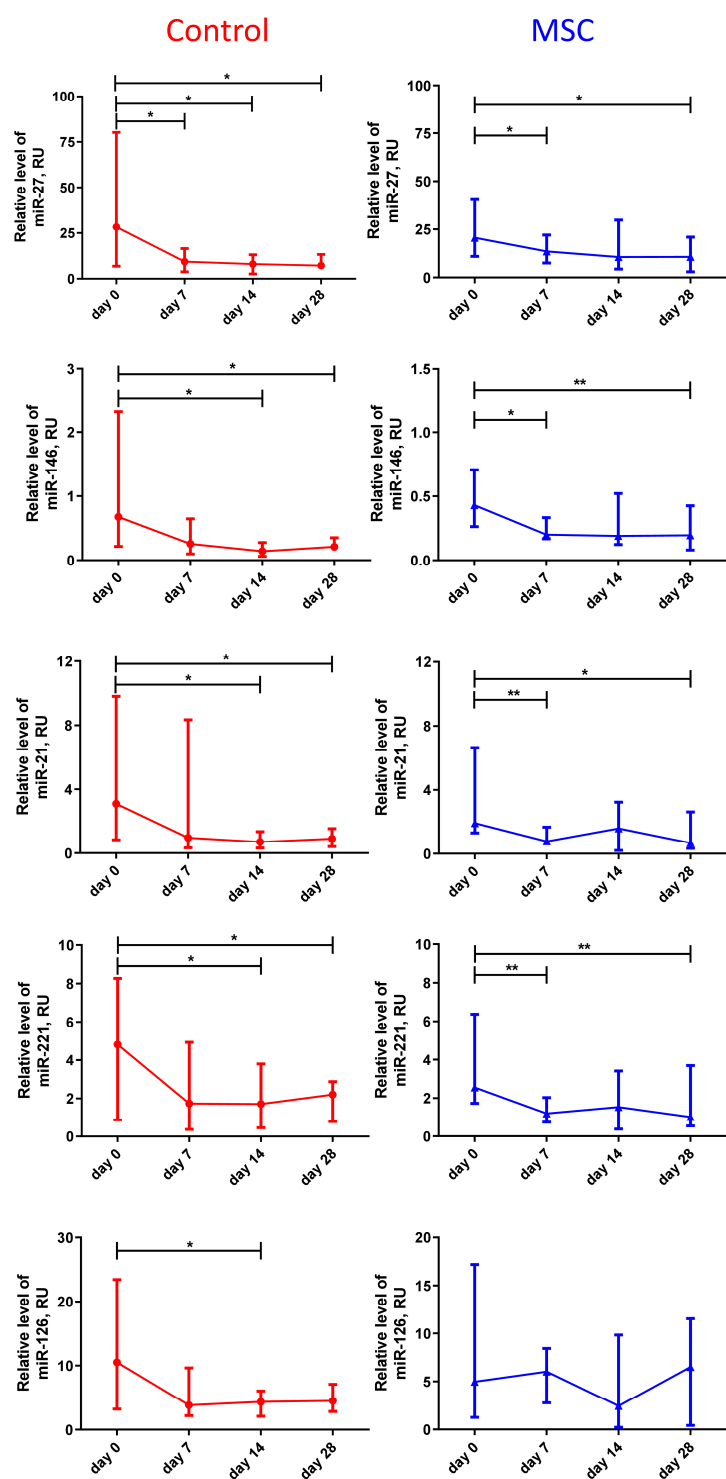 Control
MSC
*
*
*
Relative level of
miR-27, RU
100
75
50
25
0
day 0
day 7
day 14
day 28
*
*
Relative level of
miR-27, RU
100
75
50
25
0
day 0
day 7
day 14
day 28
*
*
Relative level of
miR-146, RU
3
2
1
0
day 0
day 7
day 14
day 28
**
*
Relative level of
miR-146, RU
1.5
1.0
0.5
0.0
day 0
day 7
day 14
day 28
*
*
Relative level of
miR-21, RU
12
8
4
0
day 0
day 7
day 14
day 28
*
**
Relative level of
miR-21, RU
12
8
4
0
day 0
day 7
day 14
day 28
*
*
Relative level of
miR-221, RU
10
8
6
4
2
0
day 0
day 7
day 14
day 28
**
**
Relative level of
miR-221, RU
10
8
6
4
2
0
day 0
day 7
day 14
day 28
*
Relative level of
miR-126, RU
30
20
10
0
day 0
day 7
day 14
day 28
Relative level of
miR-126, RU
20
15
10
5
0
day 0
day 7
day 14
day 28